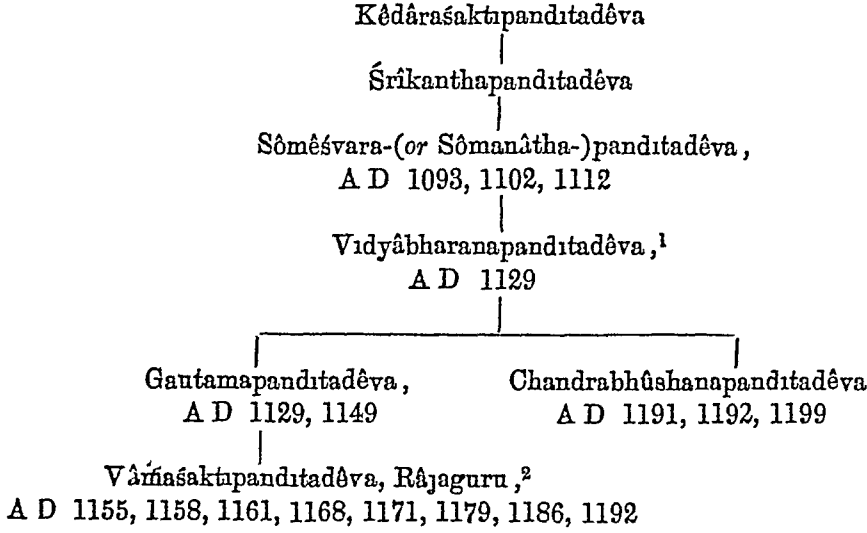 Kêdâraśaktipanditadêva
Śrîkanthapanditadêva
Sômêśvara-(or Sômanâtha-)panditadêva,
A D 1093, 1102, 1112
Vidyâbharanapanditadêva,¹
A D 1129
Gautamapanditadêva,
A D 1129, 1149
Chandrabhûshanapanditadêva
A D 1191, 1192, 1199
Vâmaśaktipanditadêva, Râjaguru,²
A D 1155, 1158, 1161, 1168, 1171, 1179, 1186, 1192